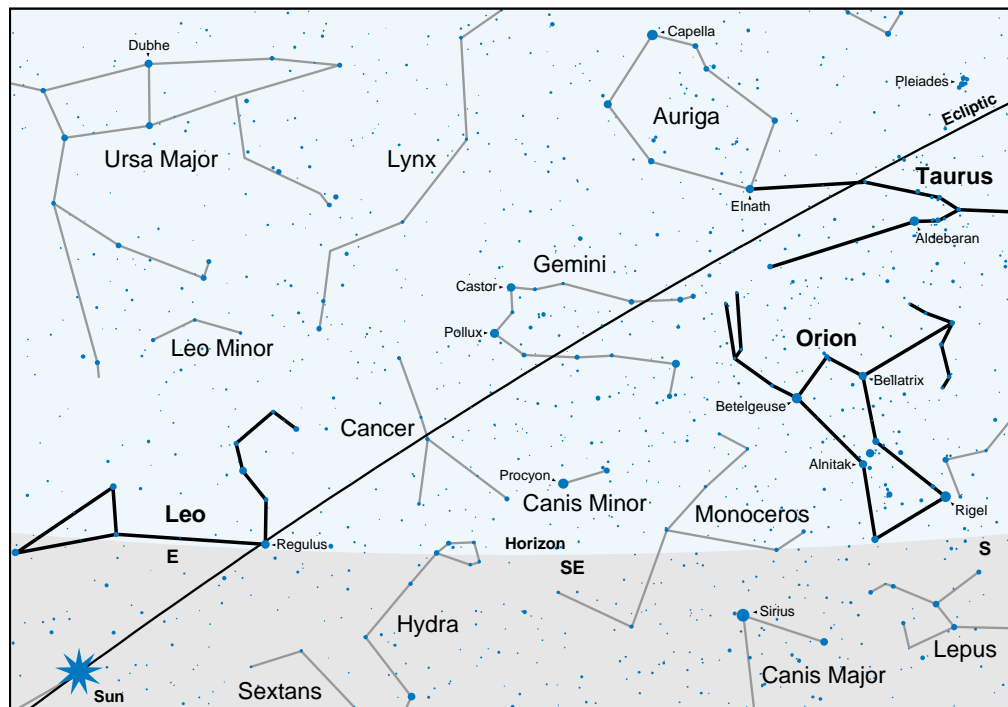 Dubhe
Capella
Pleiades
Ecliptic
Auriga
Ursa Major
Lynx
Taurus
Elnath
Aldebaran
Gemini
Castor
Pollux
Orion
Leo Minor
Bellatrix
Betelgeuse
Cancer
Alnitak
Procyon
Canis Minor
Rigel
Leo
Monoceros
Regulus
Horizon
S
E
SE
Sirius
Hydra
Lepus
Canis Major
Sextans
Sun